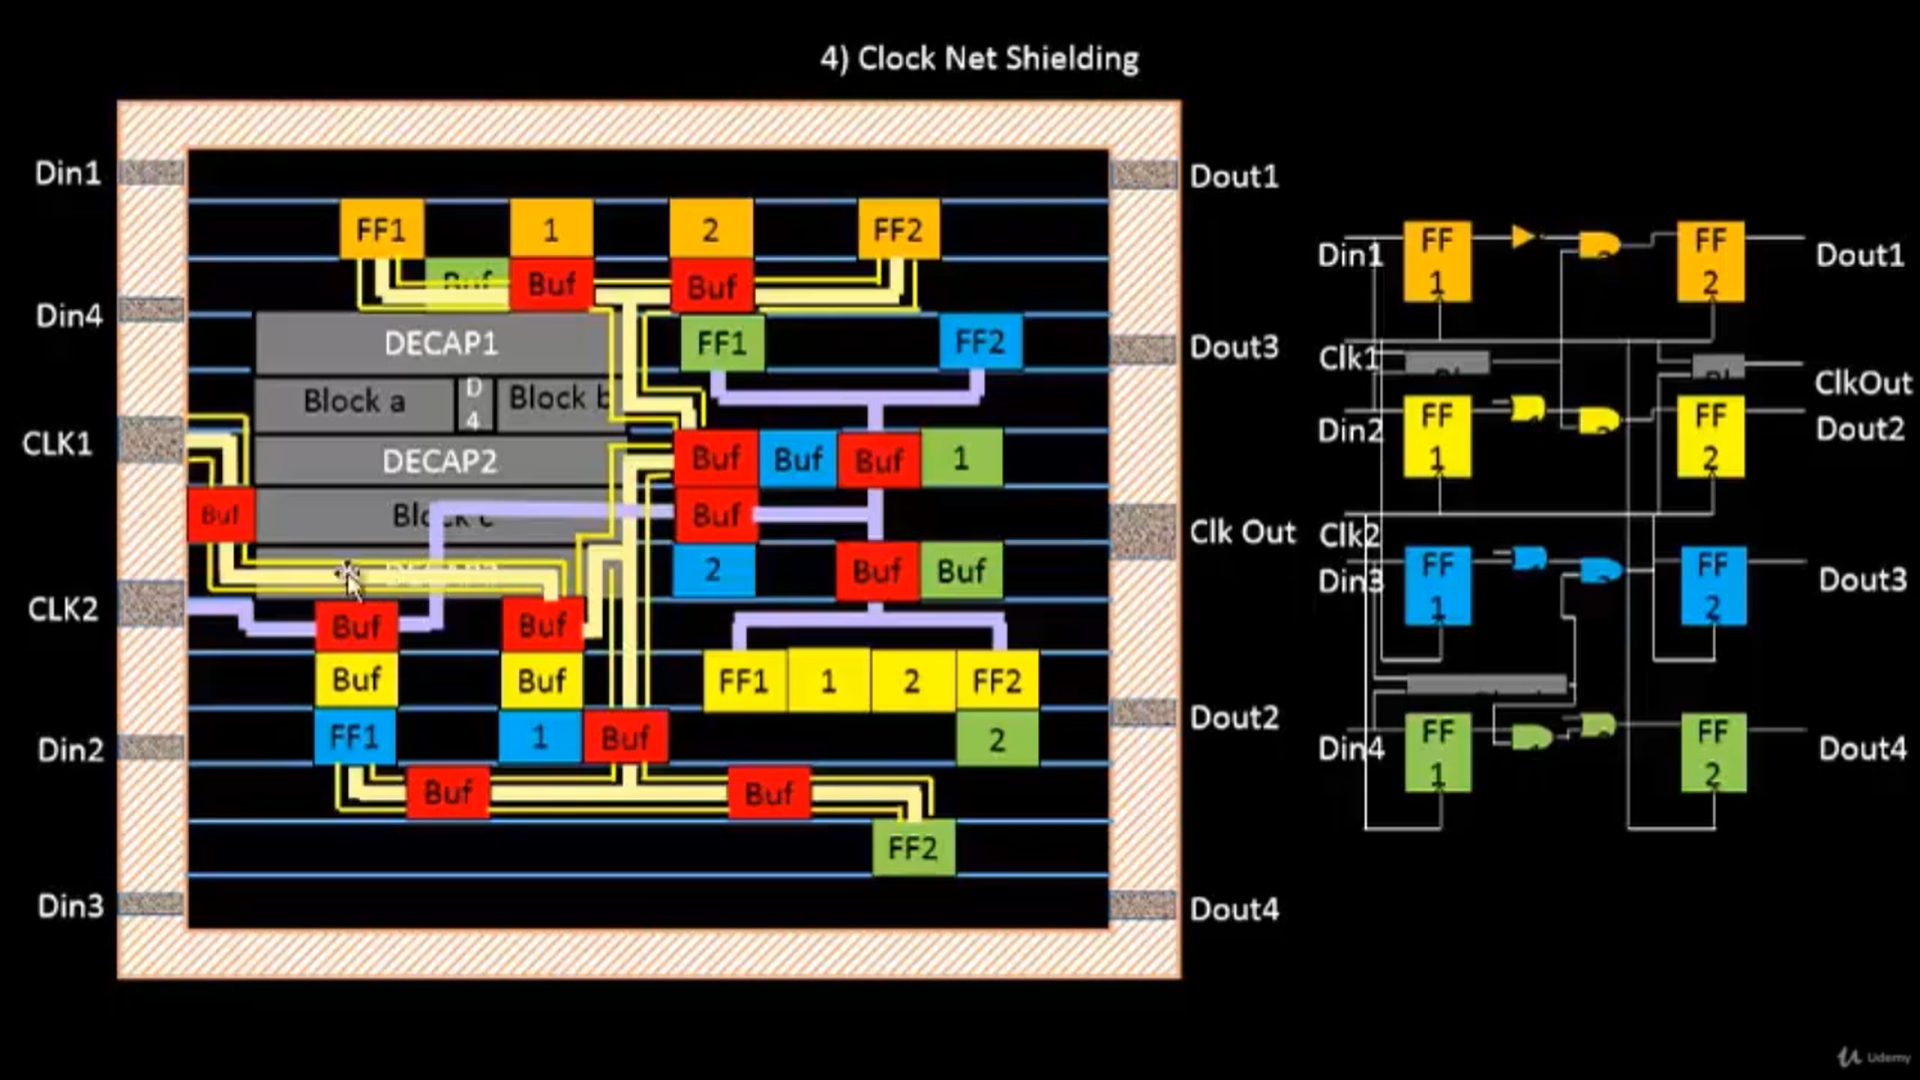 4) Clock Net Shielding
Din1
Dout1
FF1
1
2
FF2
Buf
Buf
Buf
Din4
DECAP1
FF1
FF2
Dout3
Block a
D
4
Block b
CLK1
DECAP2
Buf
Buf
Buf
1
Buf
Block c
Buf
Clk Out
2
Buf
Buf
CLK2
Buf
Buf
Buf
Buf
FF1
1
2
FF2
Dout2
FF1
1
Buf
2
Din2
Buf
Buf
FF2
Din3
Dout4
Din1
FF
1
FF
2
Dout1
Clk1
ClkOut
Din2
FF
1
FF
2
Dout2
Clk2
Din3
FF
1
FF
2
Dout3
Din4
FF
1
FF
2
Dout4
Udemy